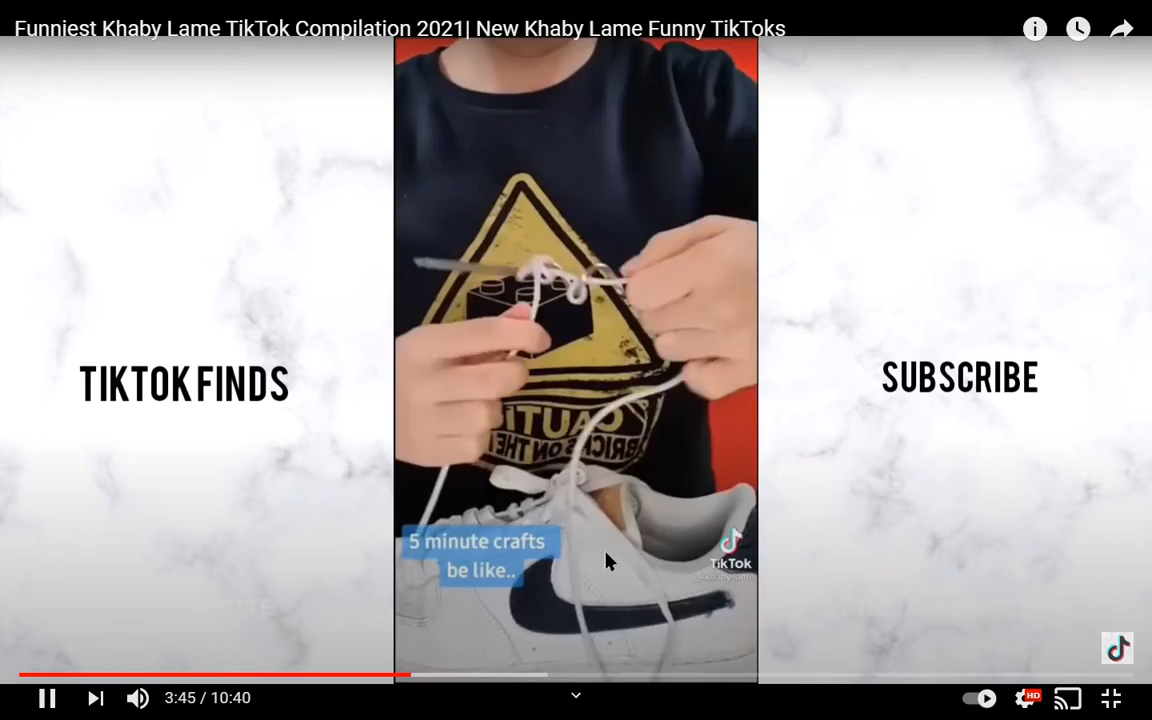 Funniest Khaby Lame TikTok Compilation 2021| New Khaby Lame Funny TikToks
TIKTOK FINDS
SUBSCRIBE
5 minute crafts
be like..
TikTok
3:45 / 10:40
HD